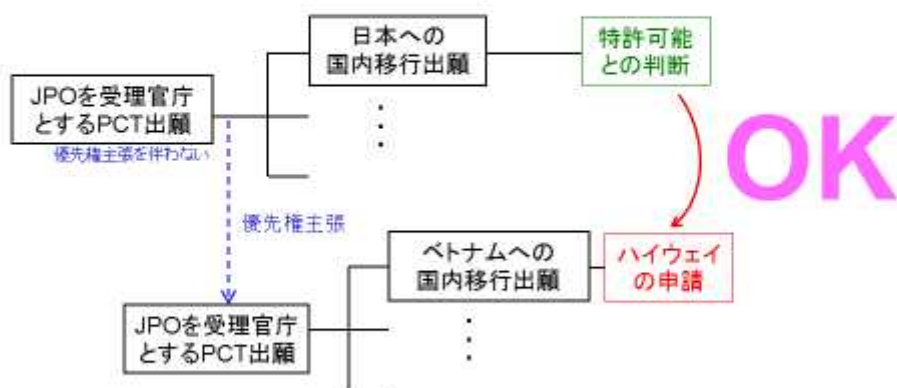 日本への
国内移行出願
特許可能
との判断
JPOを受理官庁
とするPCT出願
優先権主張を伴わない
OK
優先権主張
ベトナムへの
国内移行出願
ハイウェイ
の申請
JPOを受理官庁
とするPCT出願